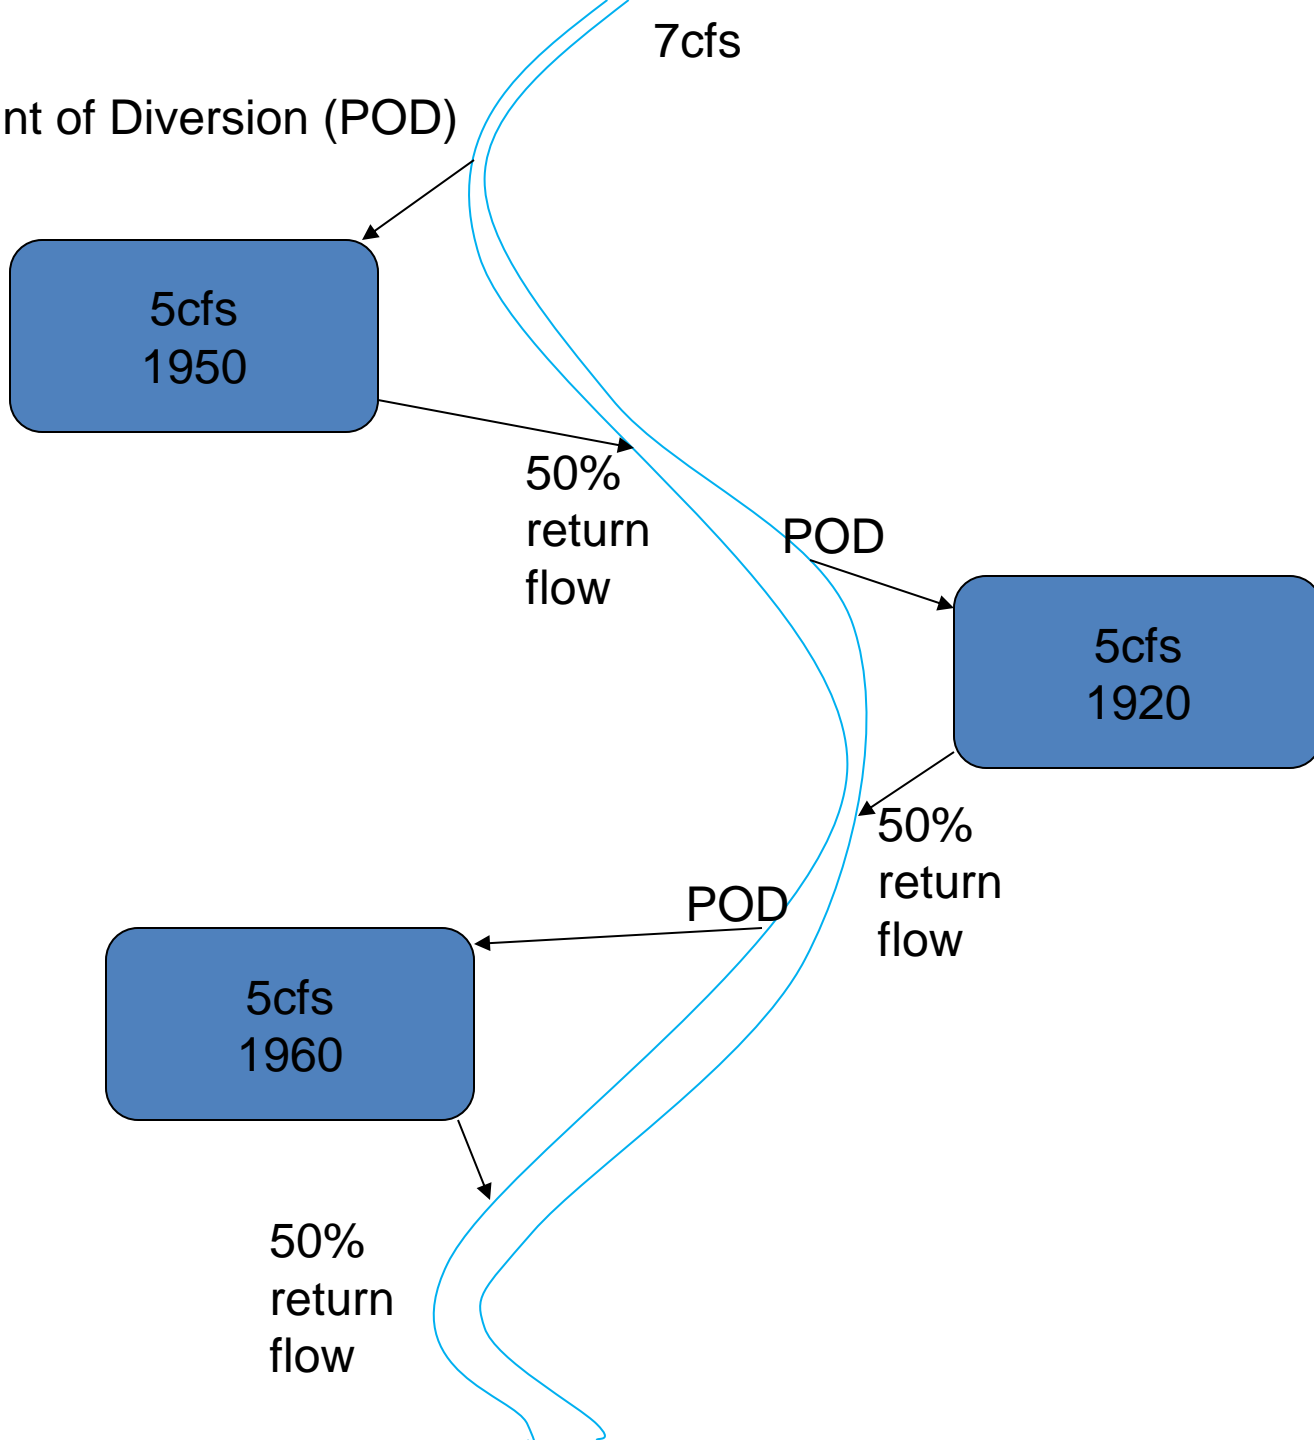 7cfs
nt of Diversion (POD)
5cfs
1950
50%
return
flow
POD
5cfs
1920
50%
return
flow
POD
5cfs
1960
50%
return
flow